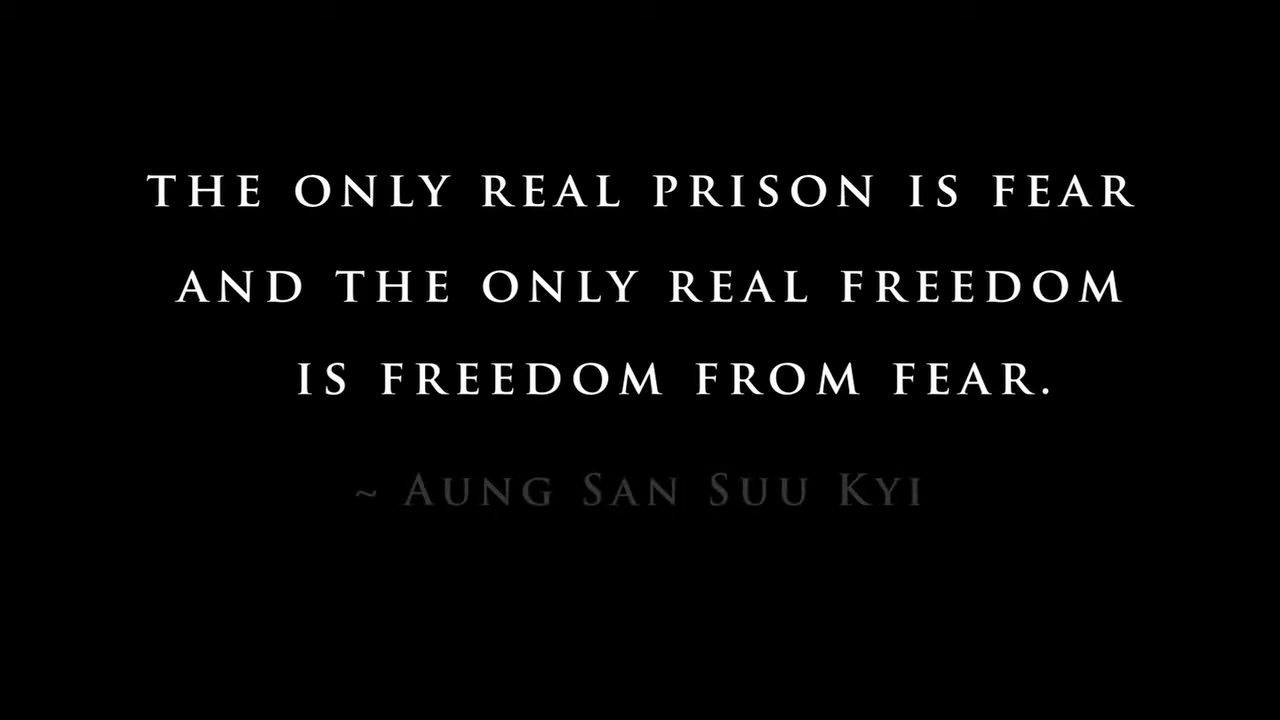 THE ONLY REAL PRISON IS FEAR
AND THE ONLY REAL FREEDOM
IS FREEDOM FROM FEAR.
~ AUNG SAN SUU KYI